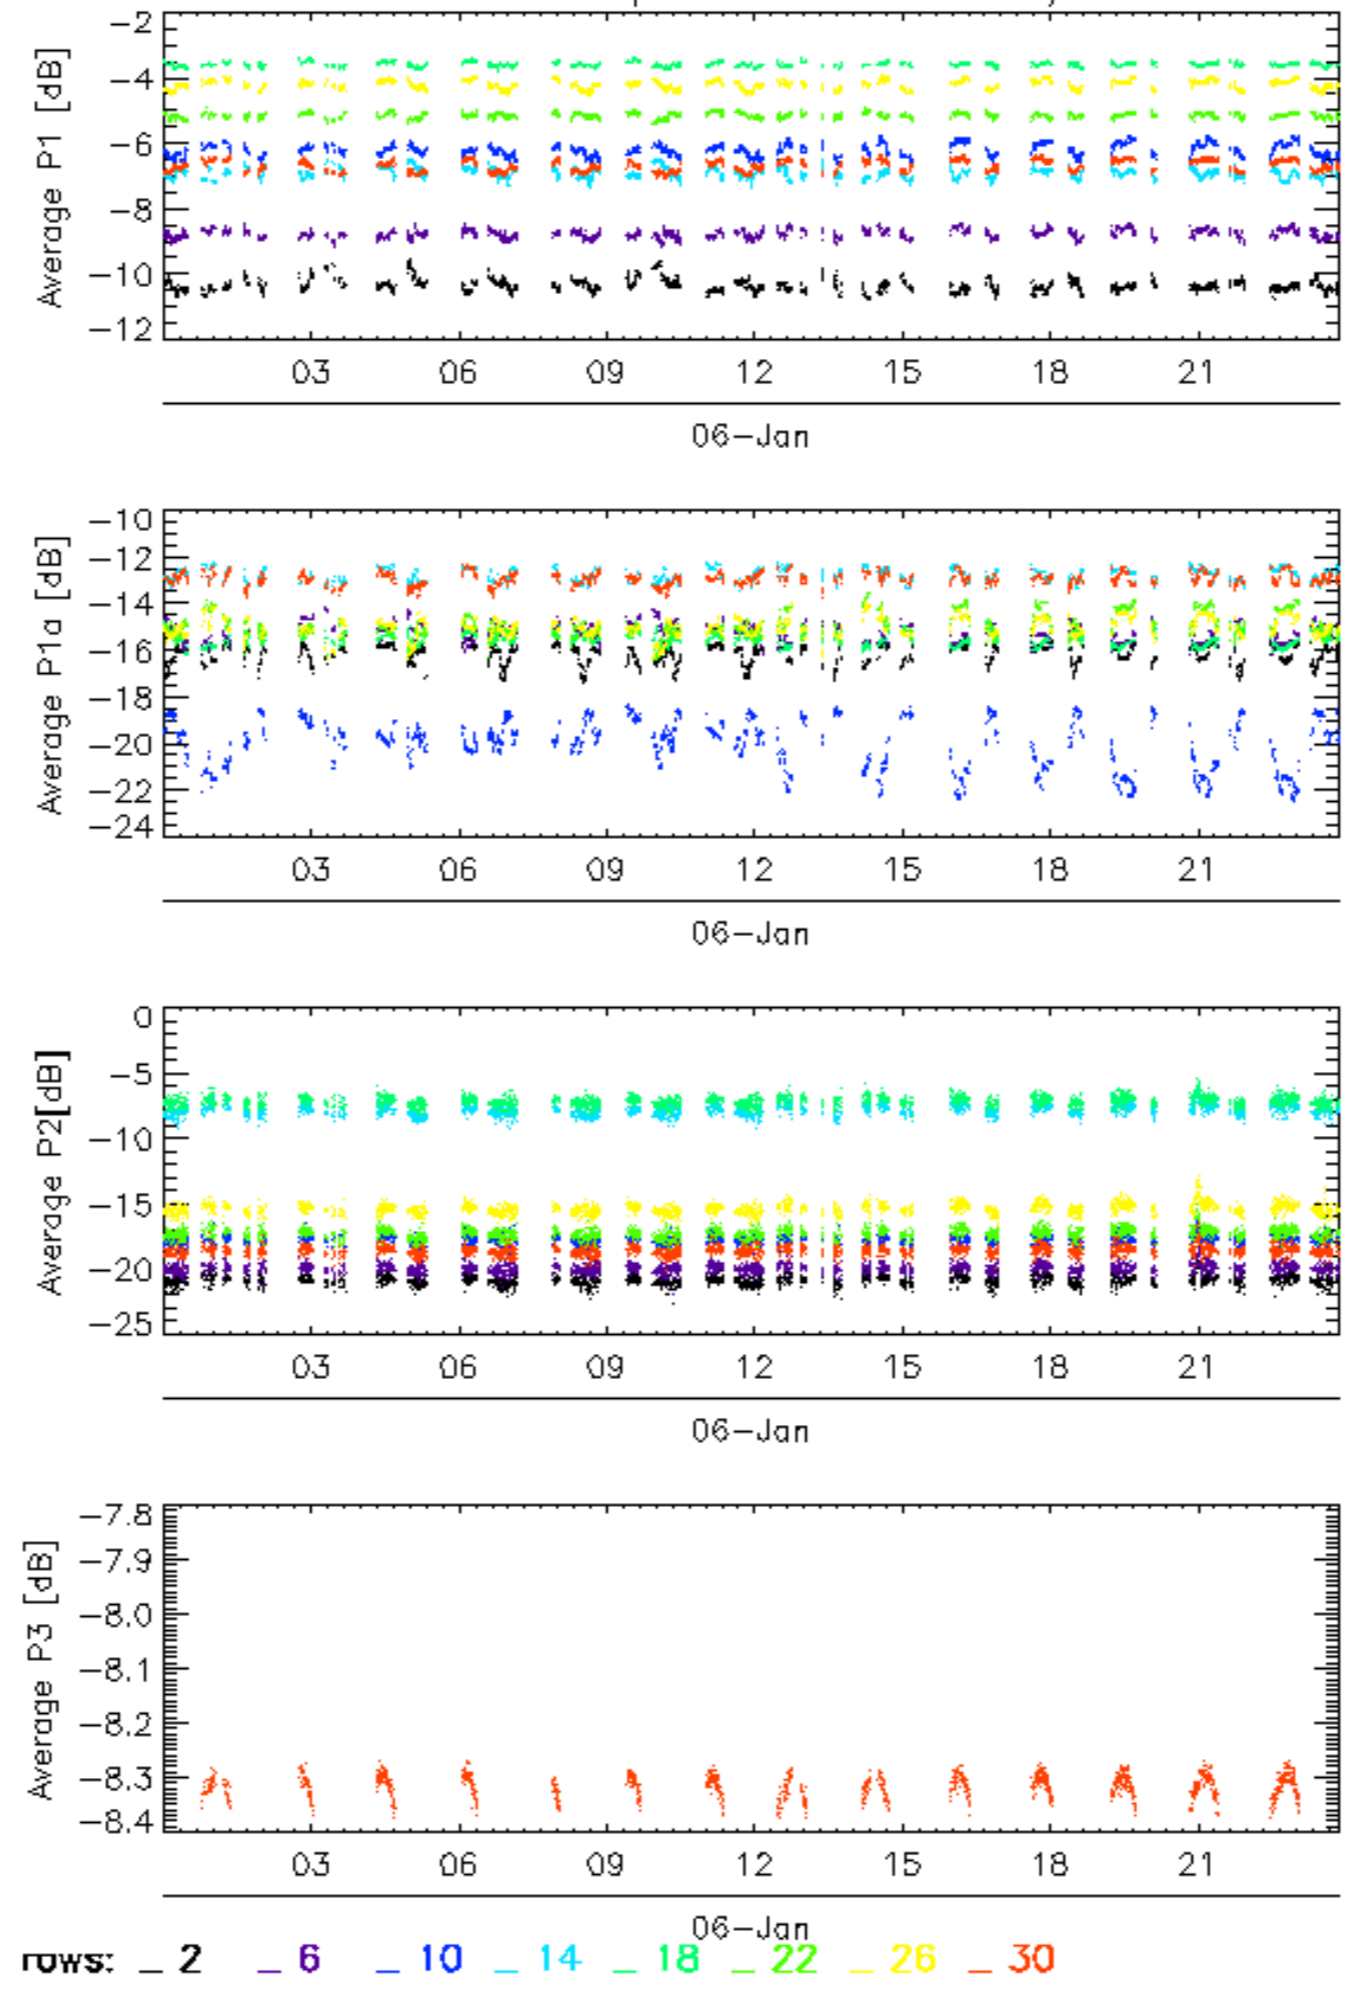 Average P1 [dB]
-2
-4
-6
-8
-10
-12
03 06 09 12 15 18 21
06-Jan
Average P1a [dB]
-10
-12
-14
-16
-18
-20
-22
-24
03 06 09 12 15 18 21
06-Jan
Average P2[dB]
0
-5
-10
-15
-20
-25
03 06 09 12 15 18 21
06-Jan
Average P3 [dB]
-7.8
-7.9
-8.0
-8.1
-8.2
-8.3
-8.4
03 06 09 12 15 18 21
06-Jan
rows: _ 2 _ 6 _ 10 _ 14 _ 18 _ 22 _ 26 _ 30